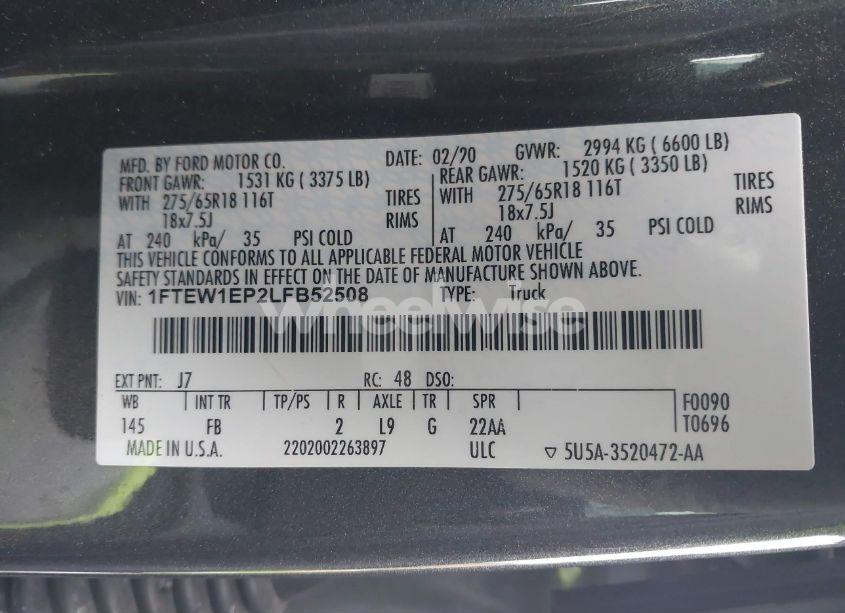 MFD. BY FORD MOTOR CO. DATE: 02/20 GVWR: 2994 KG ( 6600 LB)
FRONT GAWR: 1531 KG ( 3375 LB) REAR GAWR: 1520 KG ( 3350 LB)
WITH 275/65R18 116T TIRES WITH 275/65R18 116T TIRES
18x7.5J RIMS 18x7.5J RIMS
AT 240 kPa/ 35 PSI COLD AT 240 kPa/ 35 PSI COLD
THIS VEHICLE CONFORMS TO ALL APPLICABLE FEDERAL MOTOR VEHICLE
SAFETY STANDARDS IN EFFECT ON THE DATE OF MANUFACTURE SHOWN ABOVE.
VIN: 1FTEW1EP2LFB52508 TYPE: Truck
wheelwise
EXT PNT: J7 RC: 48 DSO:
WB INT TR TP/PS R AXLE TR SPR F0090
145 FB 2 L9 G 22AA T0696
MADE IN U.S.A. 2202002263897 ULC ▽ 5U5A-3520472-AA